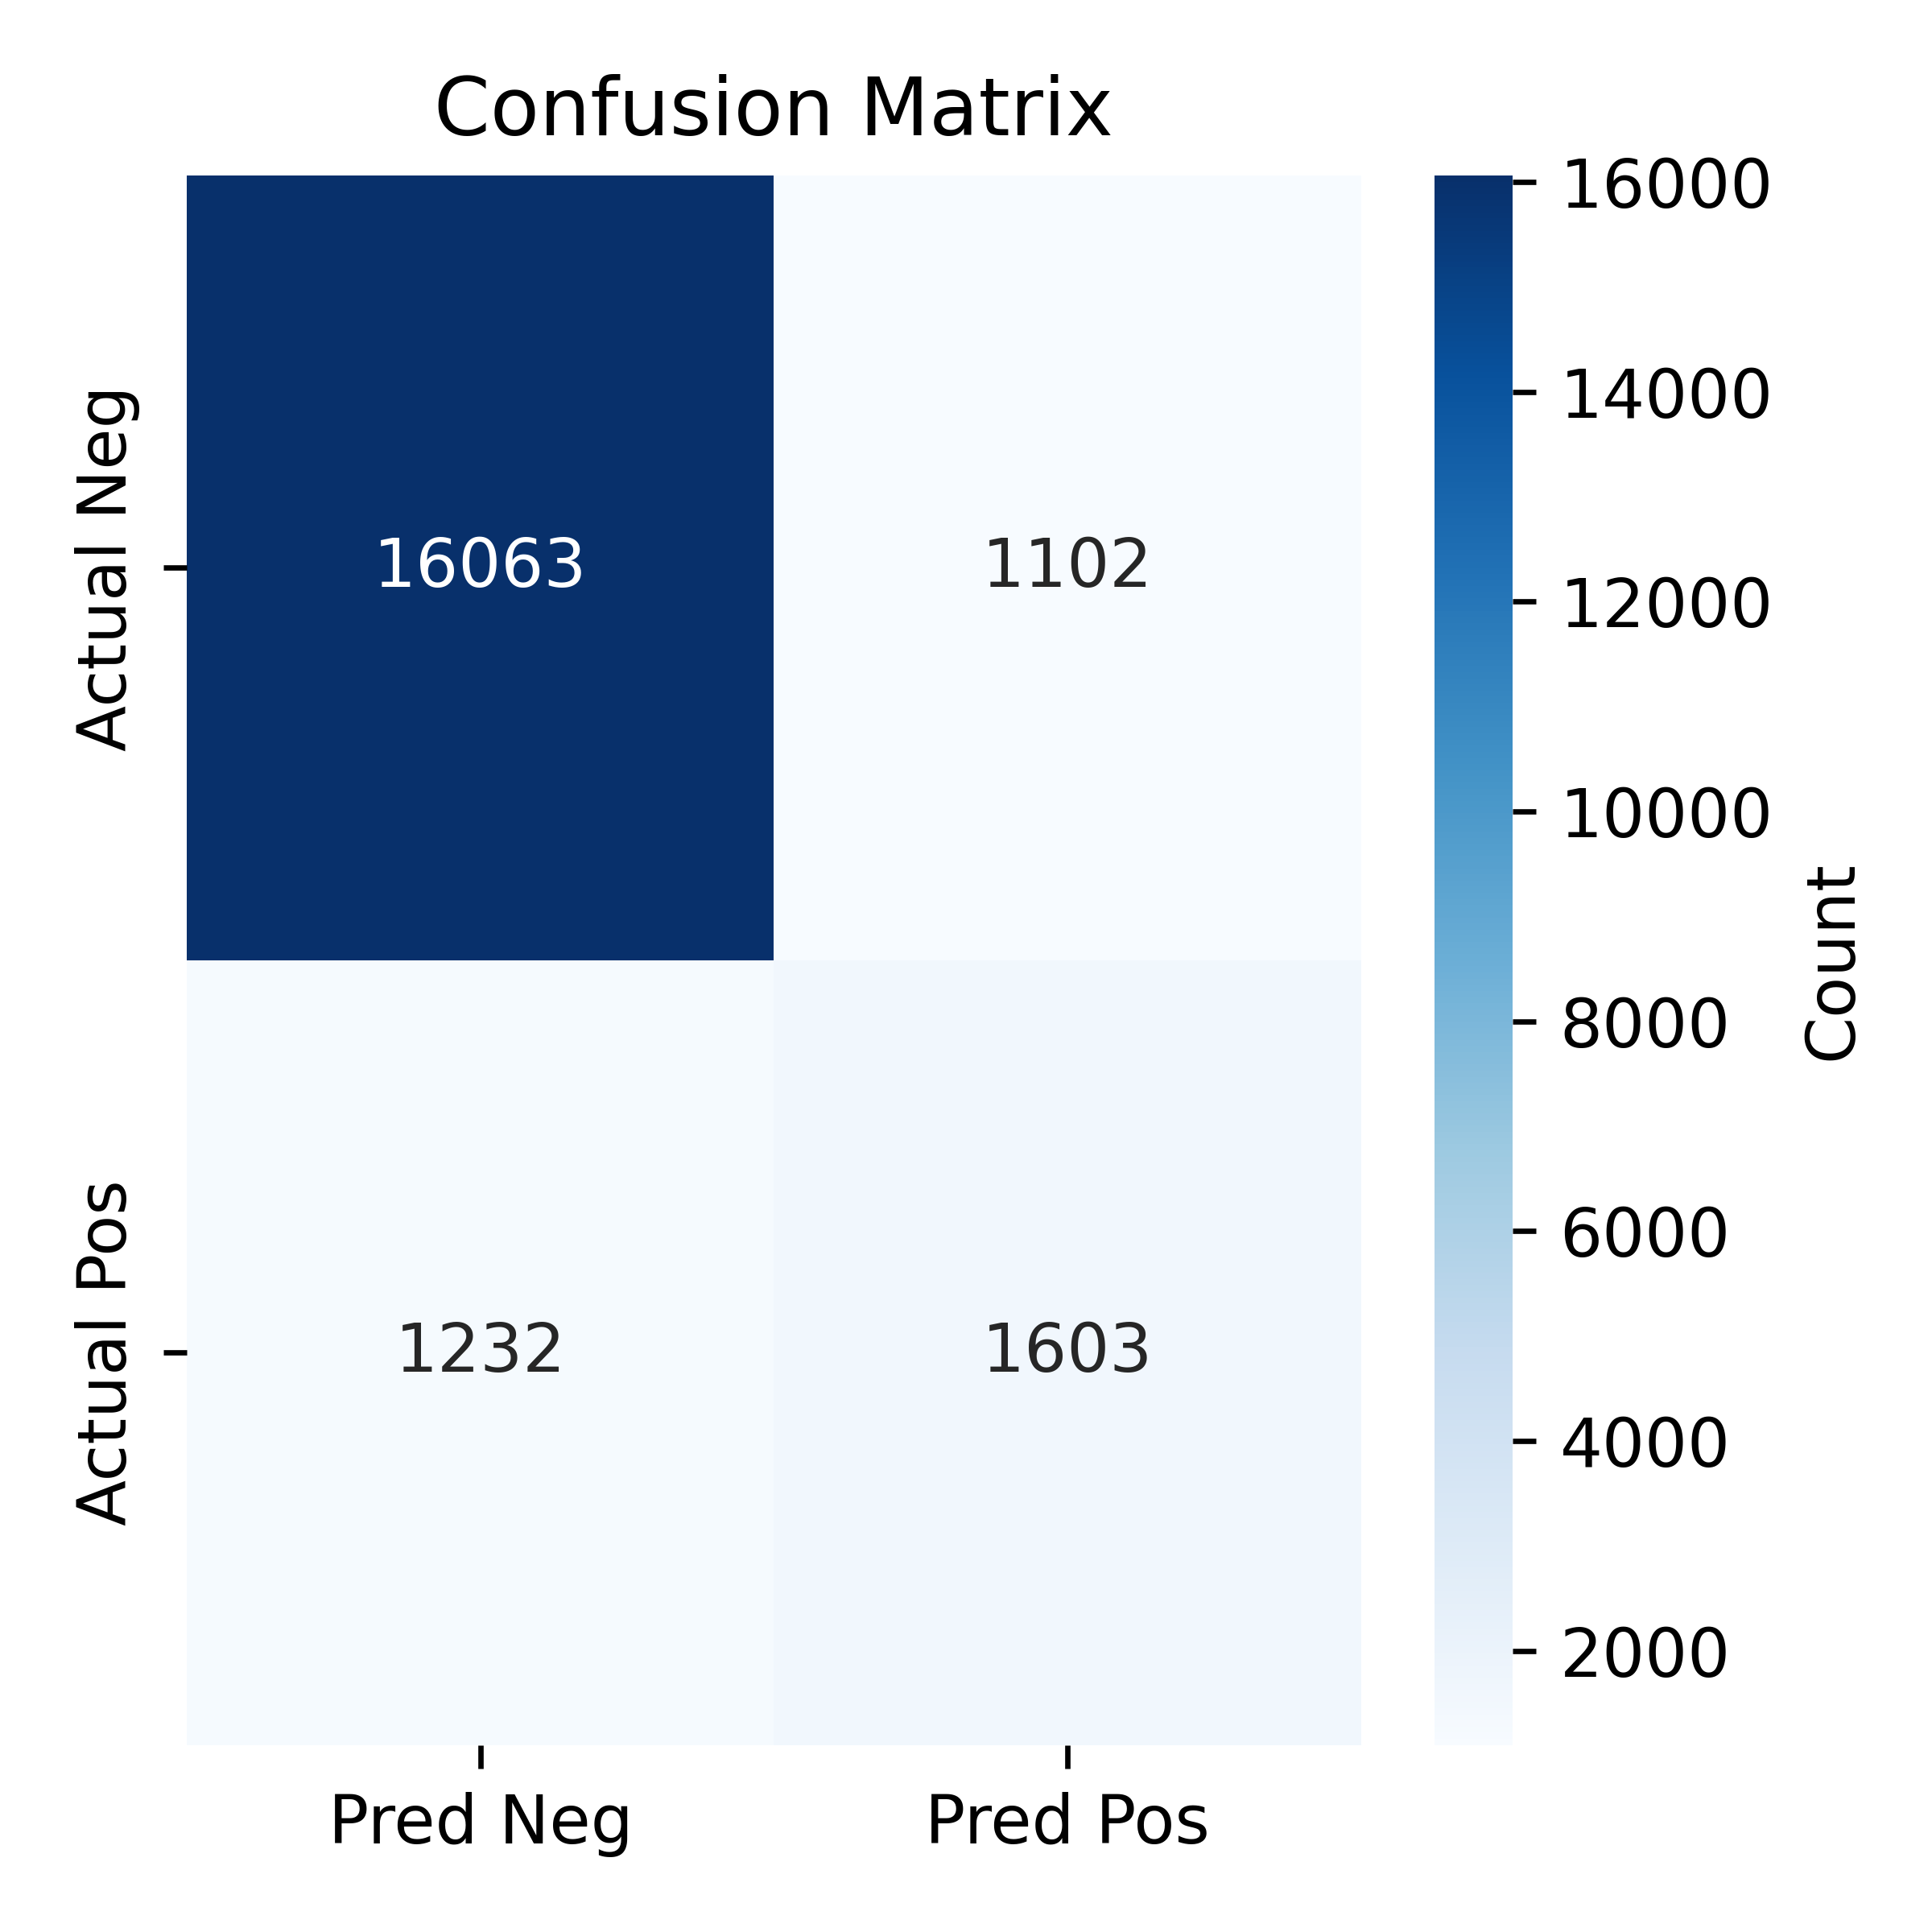 Confusion Matrix
Actual Neg
Actual Pos
16063
1102
1232
1603
Pred Neg
Pred Pos
16000
14000
12000
10000
8000
6000
4000
2000
Count